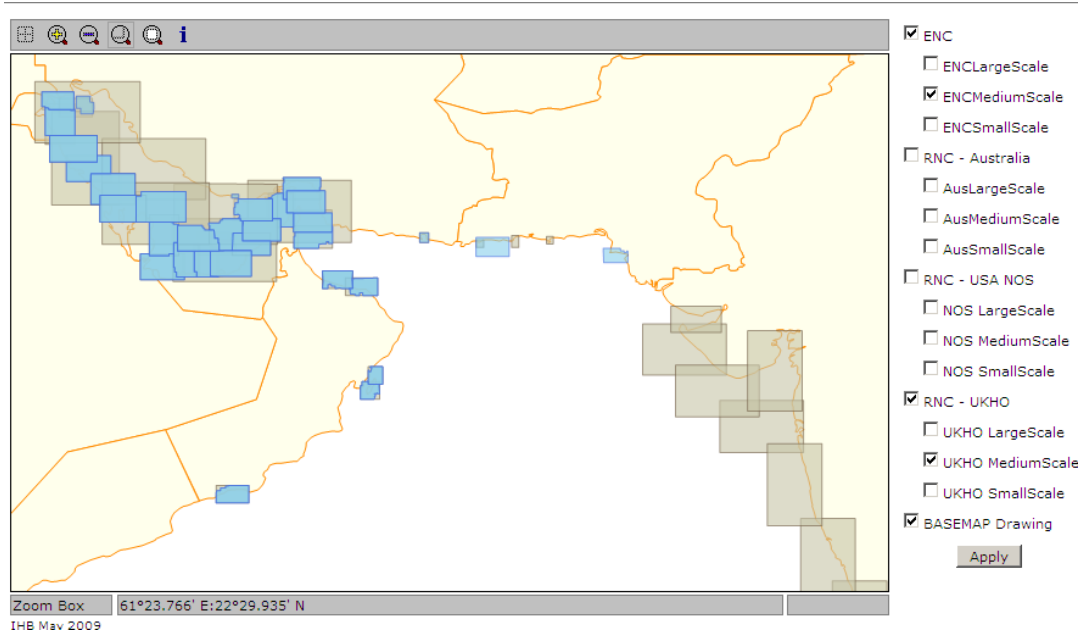 i
ENC
ENCLargeScale
ENCMediumScale
ENCSmallScale
RNC - Australia
AusLargeScale
AusMediumScale
AusSmallScale
RNC - USA NOS
NOS LargeScale
NOS MediumScale
NOS SmallScale
RNC - UKHO
UKHO LargeScale
UKHO MediumScale
UKHO SmallScale
BASEMAP Drawing
Apply
Zoom Box 61°23.766' E:22°29.935' N
IHB May 2009